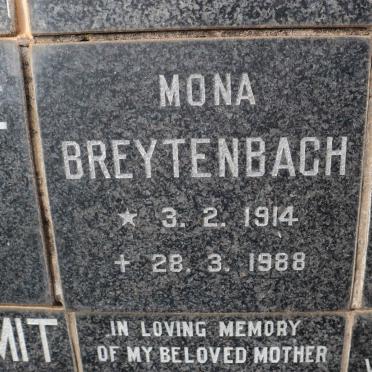 MONA
BREYTENBACH
★ 3. 2. 1914
+ 28. 3. 1988
MIT
IN LOVING MEMORY
OF MY BELOVED MOTHER